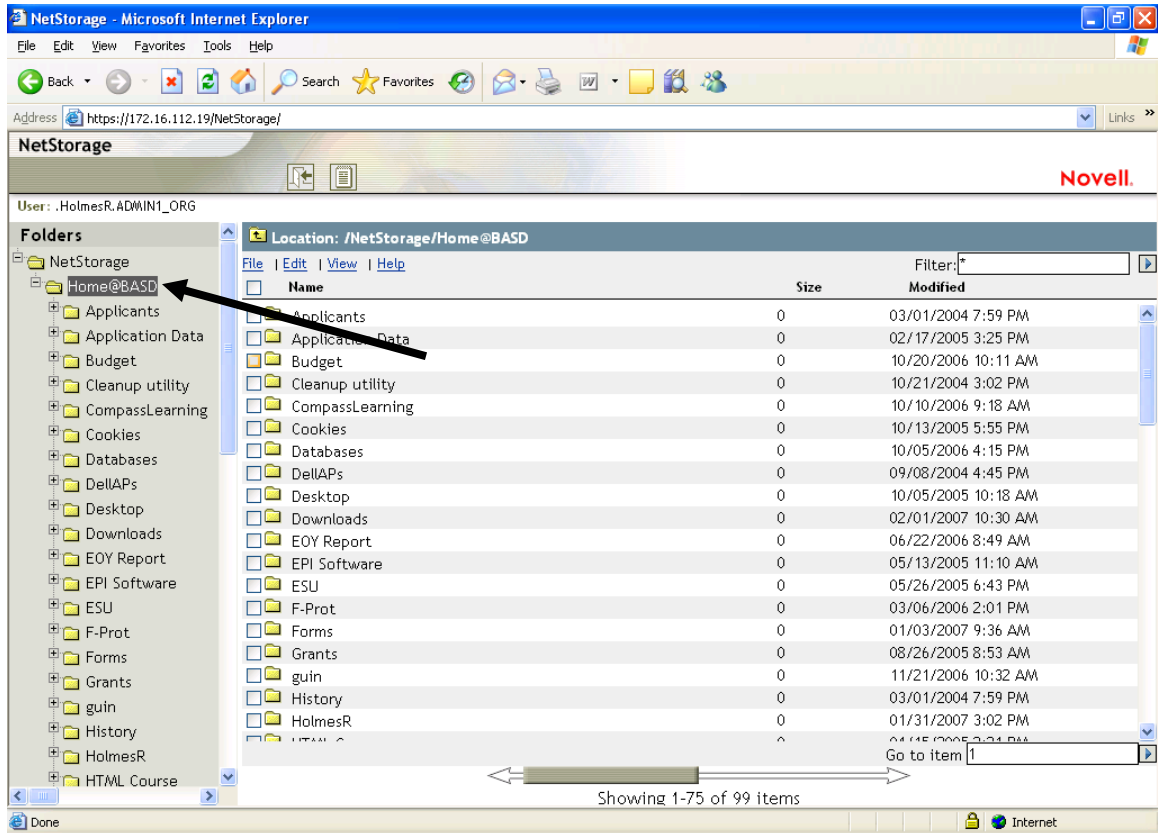 NetStorage - Microsoft Internet Explorer
File Edit View Favorites Tools Help
Back Search Favorites
Address https://172.16.112.19/NetStorage/ Links »
NetStorage
Novell.
User: .HolmesR.ADMIN1_ORG
Folders
NetStorage
Home@BASD
Applicants
Application Data
Budget
Cleanup utility
CompassLearning
Cookies
Databases
DellAPs
Desktop
Downloads
EOY Report
EPI Software
ESU
F-Prot
Forms
Grants
guin
History
HolmesR
HTML Course
Location: /NetStorage/Home@BASD
File | Edit | View | Help Filter: *
Name Size Modified
Applicants 0 03/01/2004 7:59 PM
Application Data 0 02/17/2005 3:25 PM
Budget 0 10/20/2006 10:11 AM
Cleanup utility 0 10/21/2004 3:02 PM
CompassLearning 0 10/10/2006 9:18 AM
Cookies 0 10/13/2005 5:55 PM
Databases 0 10/05/2006 4:15 PM
DellAPs 0 09/08/2004 4:45 PM
Desktop 0 10/05/2005 10:18 AM
Downloads 0 02/01/2007 10:30 AM
EOY Report 0 06/22/2006 8:49 AM
EPI Software 0 05/13/2005 11:10 AM
ESU 0 05/26/2005 6:43 PM
F-Prot 0 03/06/2006 2:01 PM
Forms 0 01/03/2007 9:36 AM
Grants 0 08/26/2005 8:53 AM
guin 0 11/21/2006 10:32 AM
History 0 03/01/2004 7:59 PM
HolmesR 0 01/31/2007 3:02 PM
Go to item 1
Showing 1-75 of 99 items
Done Internet